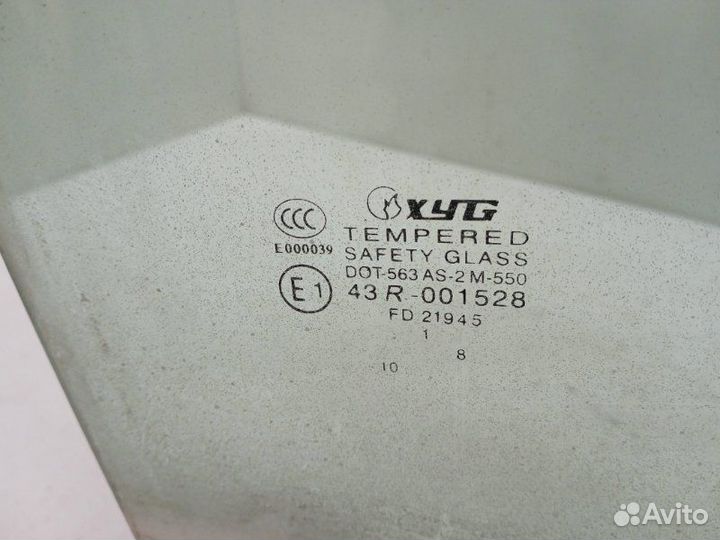 XYG
CCC
TEMPERED
E000039
SAFETY GLASS
DOT-563 AS-2 M-550
E1
43R-001528
FD 21945
1
8
10
Avito